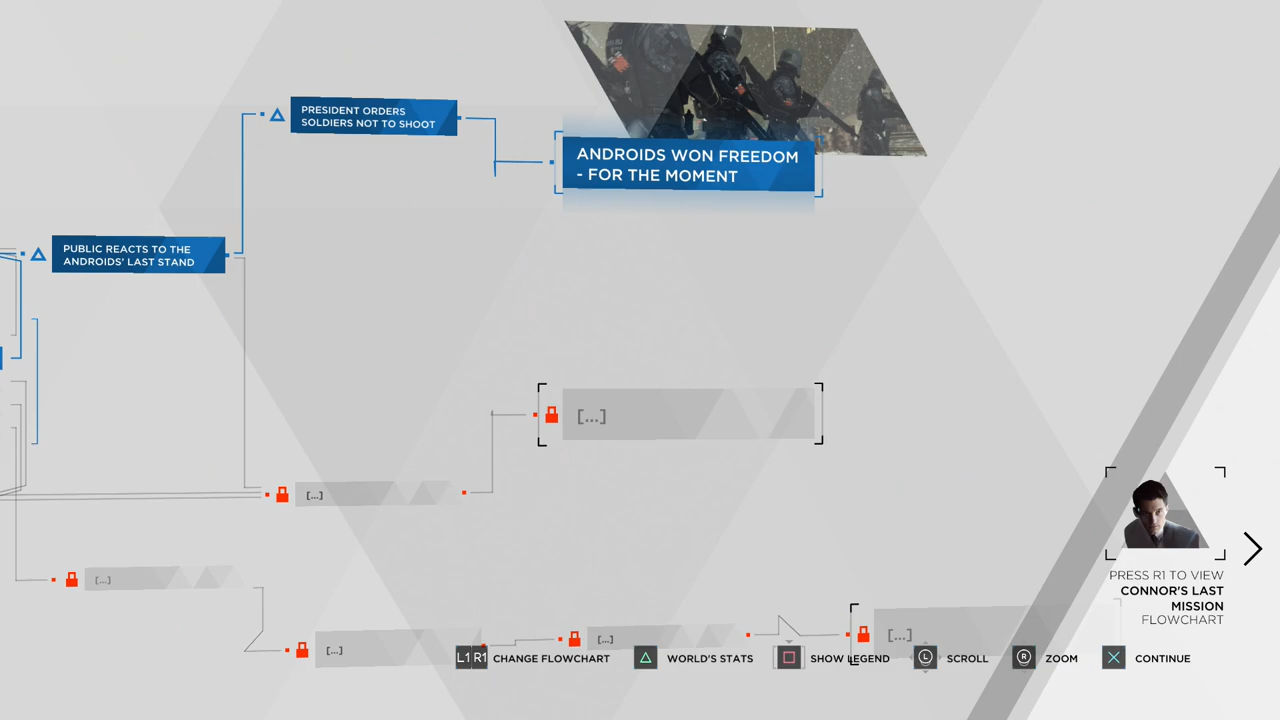 PRESIDENT ORDERS
SOLDIERS NOT TO SHOOT
ANDROIDS WON FREEDOM
- FOR THE MOMENT
PUBLIC REACTS TO THE
ANDROIDS' LAST STAND
[...]
[...]
[...]
[...]
[...]
[...]
PRESS R1 TO VIEW
CONNOR'S LAST
MISSION
FLOWCHART
L1 R1 CHANGE FLOWCHART
WORLD'S STATS
SHOW LEGEND
L SCROLL
R ZOOM
CONTINUE